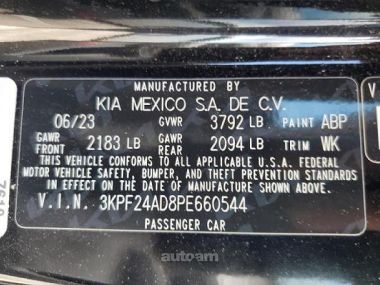 MANUFACTURED BY
KIA MEXICO S.A. DE C.V.
06/23 GVWR 3792 LB PAINT ABP
GAWR FRONT 2183 LB GAWR REAR 2094 LB TRIM WK
THIS VEHICLE CONFORMS TO ALL APPLICABLE U.S.A. FEDERAL
MOTOR VEHICLE SAFETY, BUMPER, AND THEFT PREVENTION STANDARDS
IN EFFECT ON THE DATE OF MANUFACTURE SHOWN ABOVE.
V.I.N. 3KPF24AD8PE660544
PASSENGER CAR
autamx